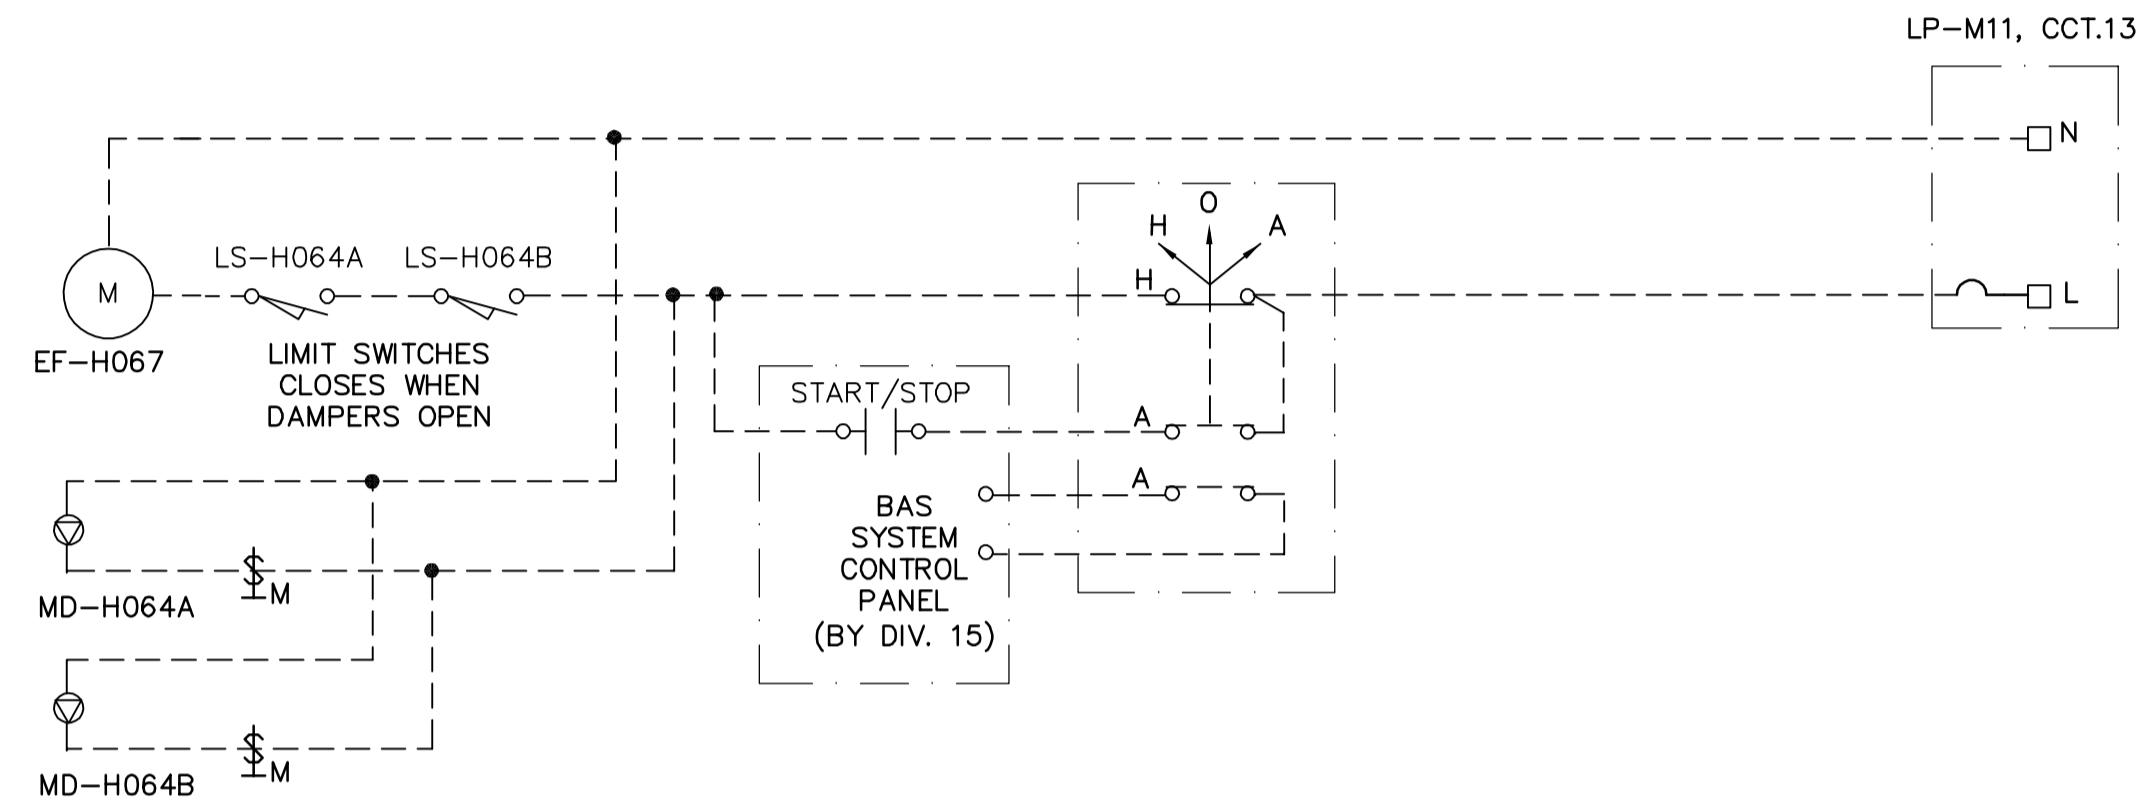 LP-M11, CCT.13
N
O
H A
LS-H064A LS-H064B
H
M
L
EF-H067
LIMIT SWITCHES
CLOSES WHEN
DAMPERS OPEN
START/STOP
A
A
BAS
SYSTEM
CONTROL
PANEL
(BY DIV. 15)
M
MD-H064A
M
MD-H064B